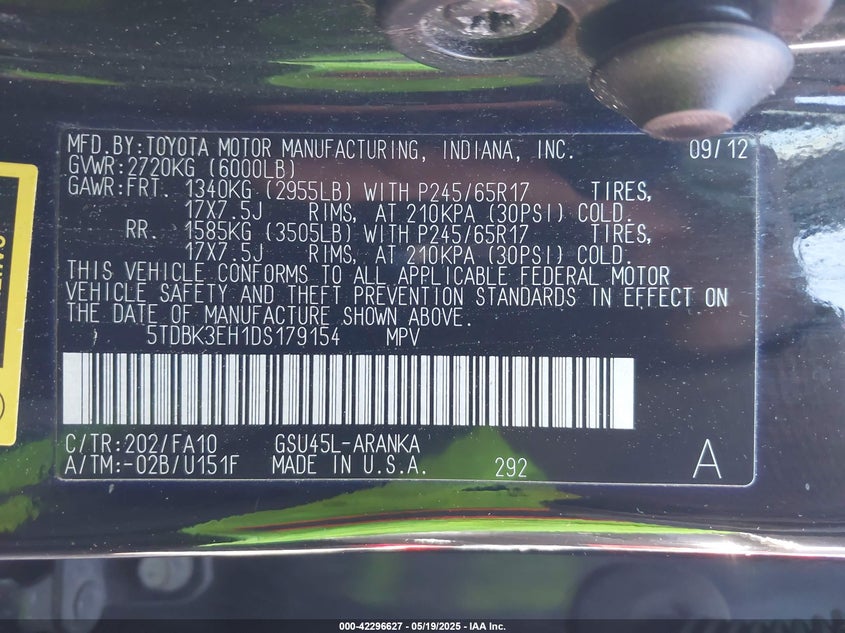 MFD.BY:TOYOTA MOTOR MANUFACTURING, INDIANA, INC. 09/12
GVWR:2720KG (6000LB)
GAWR:FRT. 1340KG (2955LB) WITH P245/65R17 TIRES,
17X7.5J RIMS, AT 210KPA (30PSI) COLD.
RR. 1585KG (3505LB) WITH P245/65R17 TIRES,
17X7.5J RIMS, AT 210KPA (30PSI) COLD.
THIS VEHICLE CONFORMS TO ALL APPLICABLE FEDERAL MOTOR
VEHICLE SAFETY AND THEFT PREVENTION STANDARDS IN EFFECT ON
THE DATE OF MANUFACTURE SHOWN ABOVE.
5TDBK3EH1DS179154 MPV
C/TR:202/FA10 GSU45L-ARANKA
A/TM:-02B/U151F MADE IN U.S.A. 292 A
000-42296627 - 05/19/2025 - IAA Inc.